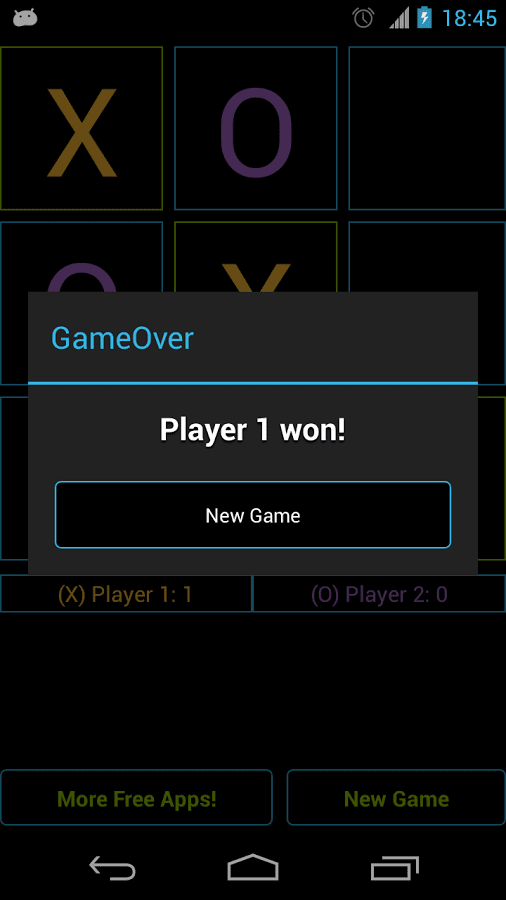 18:45
X O
O X
GameOver
Player 1 won!
New Game
(X) Player 1: 1 (O) Player 2: 0
More Free Apps! New Game